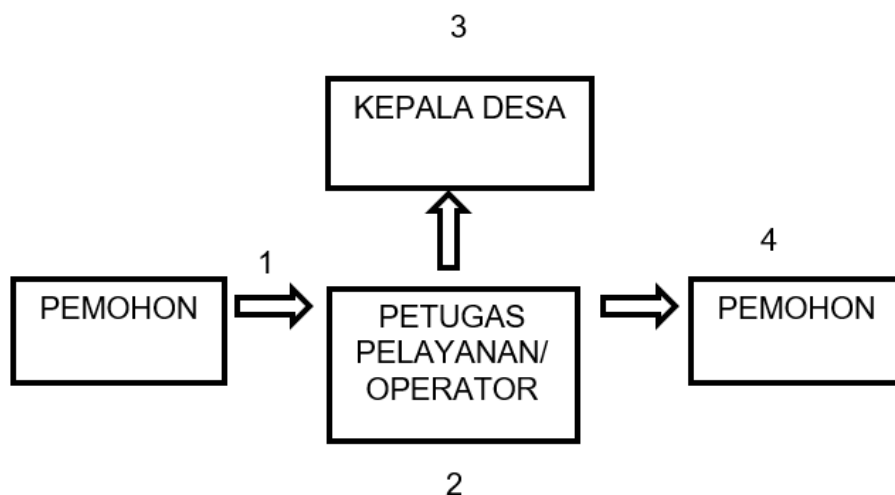 3
KEPALA DESA
1
4
PEMOHON
PETUGAS
PELAYANAN/
OPERATOR
PEMOHON
2